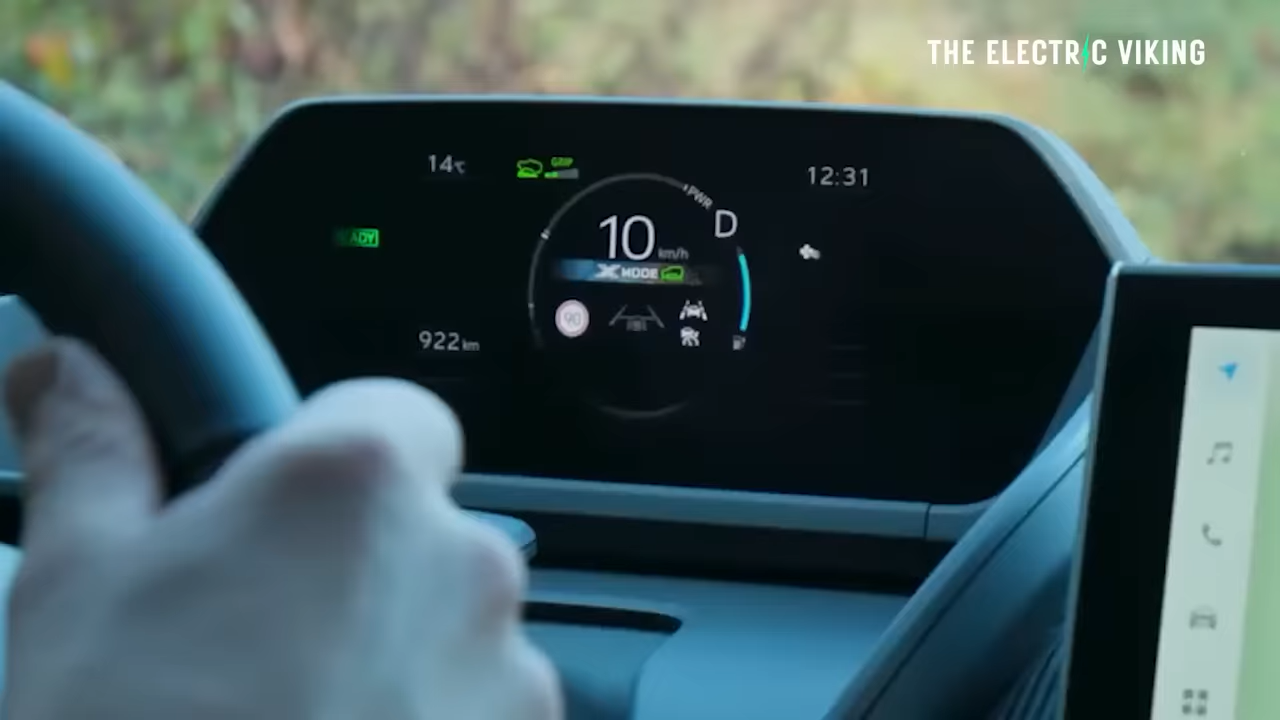 THE ELECTRIC VIKING
14℃
GRIP
12:31
PWR
D
READY
10
km/h
X MODE
90
922 km